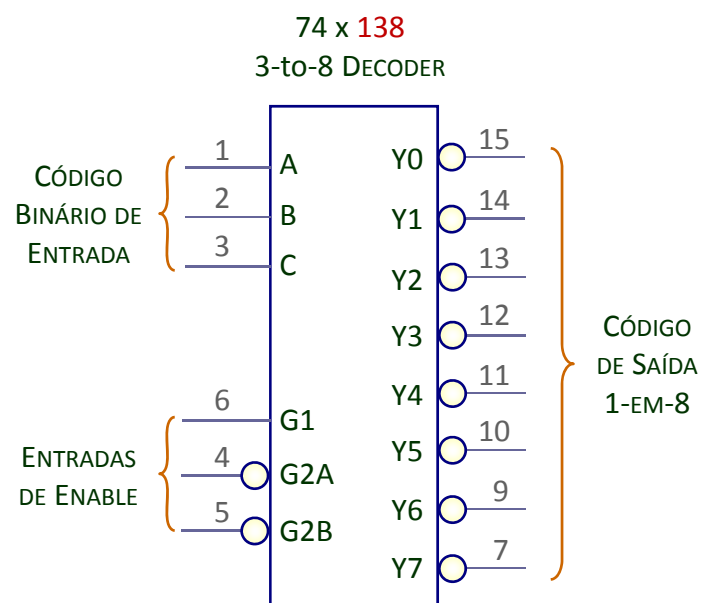 74 x 138
3-to-8 DECODER
CÓDIGO
BINÁRIO DE
ENTRADA
1
A
2
B
3
C
ENTRADAS
DE ENABLE
6
G1
4
G2A
5
G2B
Y0
15
Y1
14
Y2
13
Y3
12
Y4
11
Y5
10
Y6
9
Y7
7
CÓDIGO
DE SAÍDA
1-EM-8